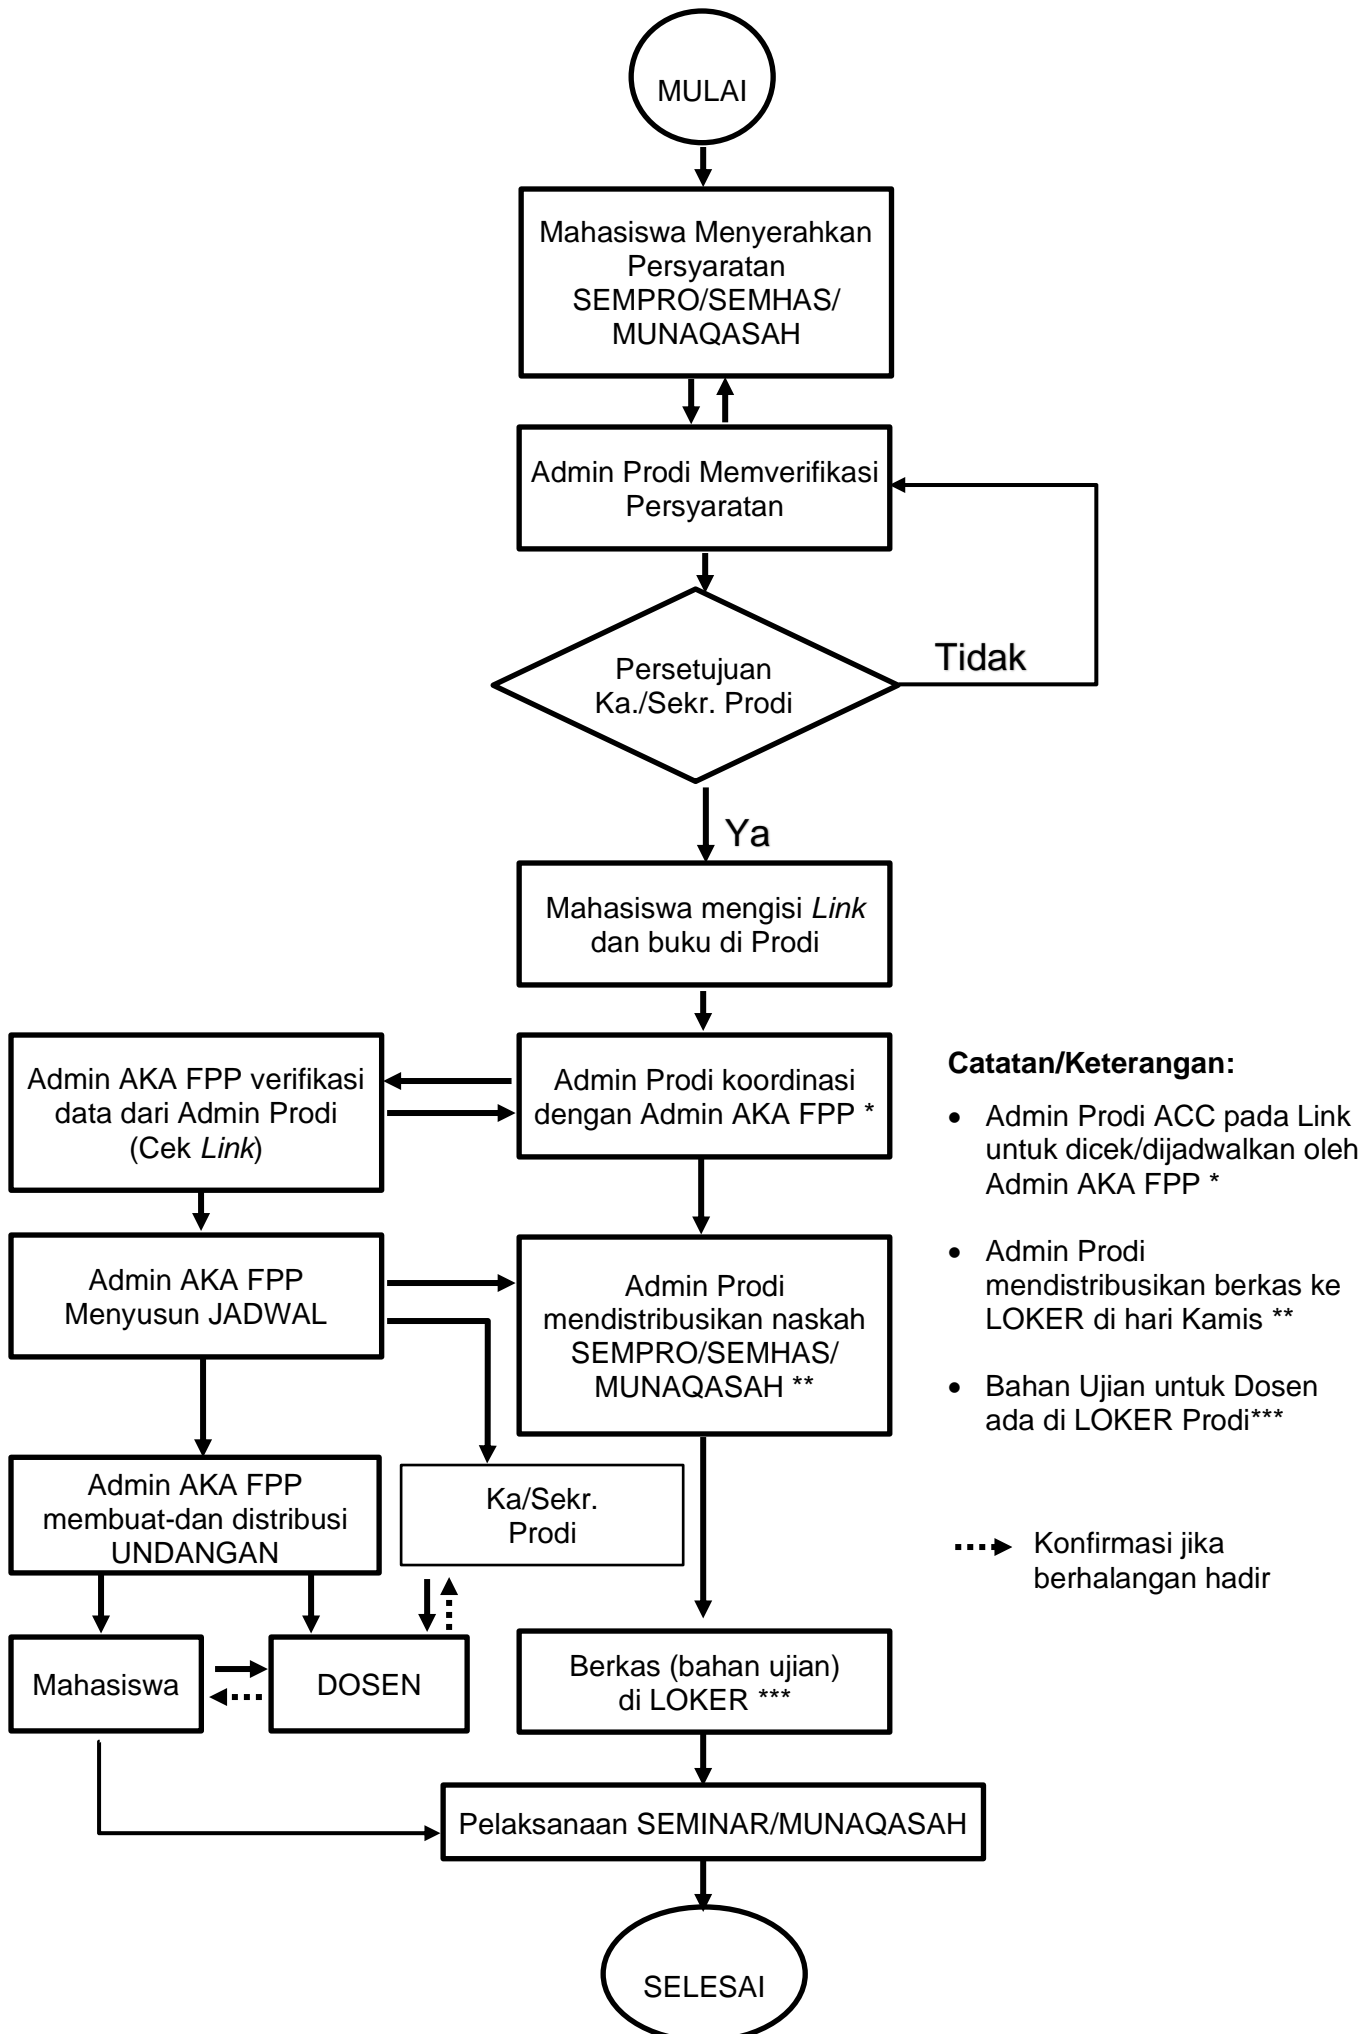 MULAI
Mahasiswa Menyerahkan
Persyaratan
SEMPRO/SEMHAS/
MUNAQASAH
Admin Prodi Memverifikasi
Persyaratan
Persetujuan
Ka./Sekr. Prodi
Tidak
Ya
Mahasiswa mengisi Link
dan buku di Prodi
Admin AKA FPP verifikasi
data dari Admin Prodi
(Cek Link)
Admin Prodi koordinasi
dengan Admin AKA FPP *
Admin AKA FPP
Menyusun JADWAL
Admin Prodi
mendistribusikan naskah
SEMPRO/SEMHAS/
MUNAQASAH **
Admin AKA FPP
membuat-dan distribusi
UNDANGAN
Ka/Sekr.
Prodi
Mahasiswa
DOSEN
Berkas (bahan ujian)
di LOKER ***
Pelaksanaan SEMINAR/MUNAQASAH
SELESAI
Catatan/Keterangan:
• Admin Prodi ACC pada Link
untuk dicek/dijadwalkan oleh
Admin AKA FPP *
• Admin Prodi
mendistribusikan berkas ke
LOKER di hari Kamis **
• Bahan Ujian untuk Dosen
ada di LOKER Prodi***
Konfirmasi jika
berhalangan hadir